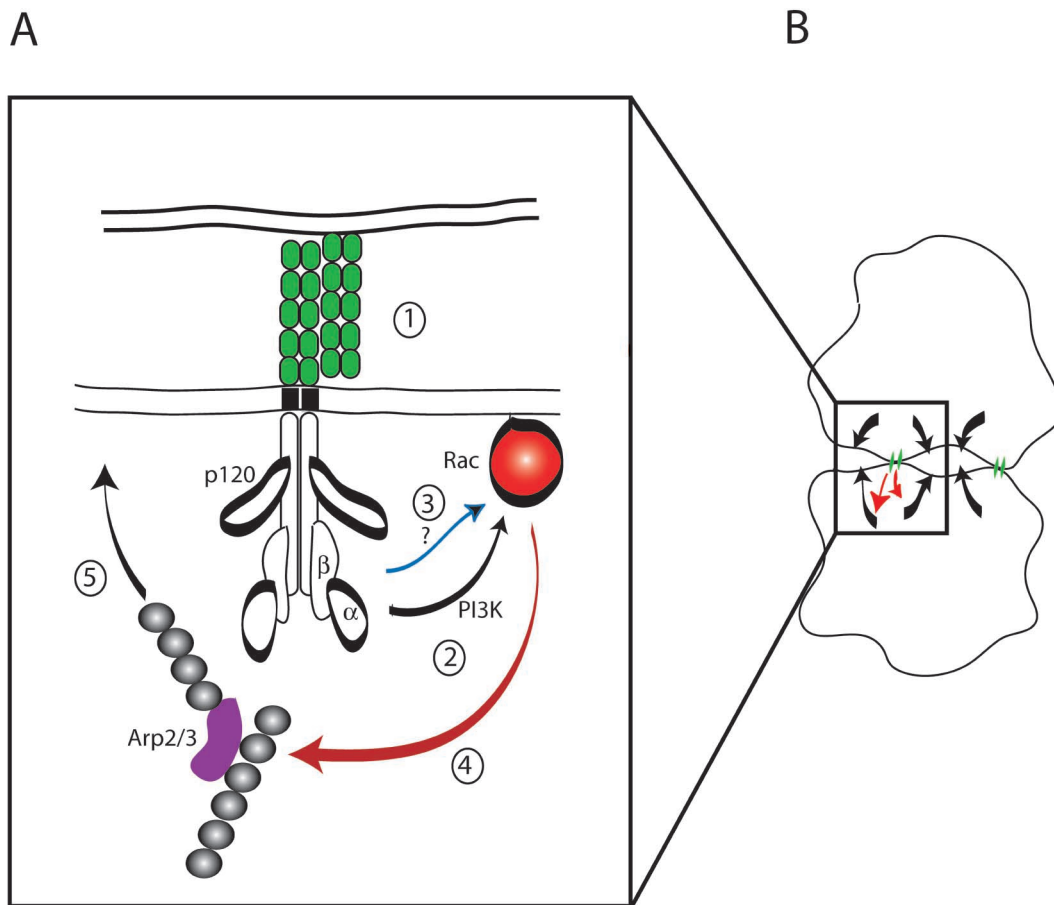 A
B
①
p120
Rac
③
?
β
⑤
α
PI3K
②
Arp2/3
④